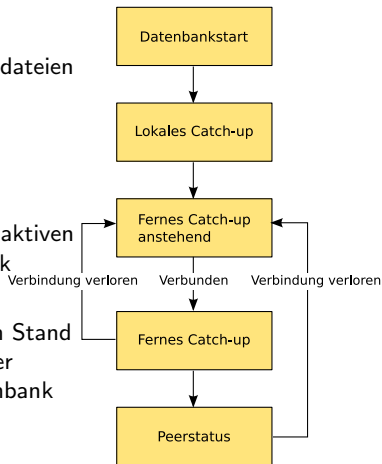 Datenbankstart
dateien
Lokales Catch-up
Fernes Catch-up
anstehend
aktiven
k
Verbindung verloren
Verbunden
Verbindung verloren
Stand
er
Fernes Catch-up
nbank
Peerstatus